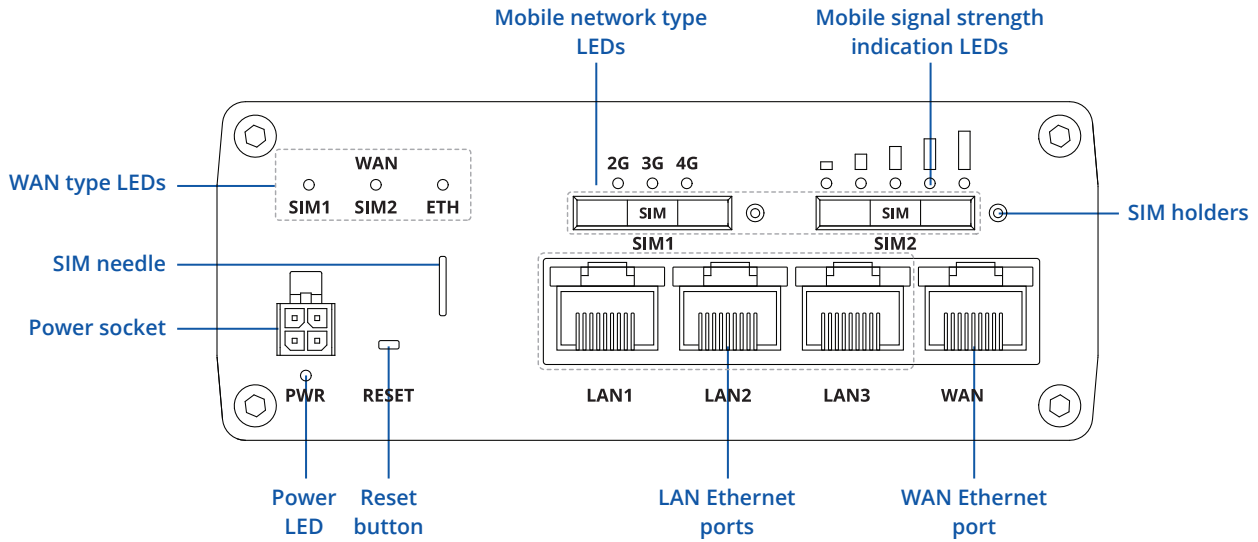 Mobile network type
LEDs
Mobile signal strength
indication LEDs
WAN
2G 3G 4G
WAN type LEDs
SIM1 SIM2 ETH
SIM
SIM
SIM holders
SIM1
SIM2
SIM needle
Power socket
PWR
RESET
LAN1
LAN2
LAN3
WAN
Power
LED
Reset
button
LAN Ethernet
ports
WAN Ethernet
port